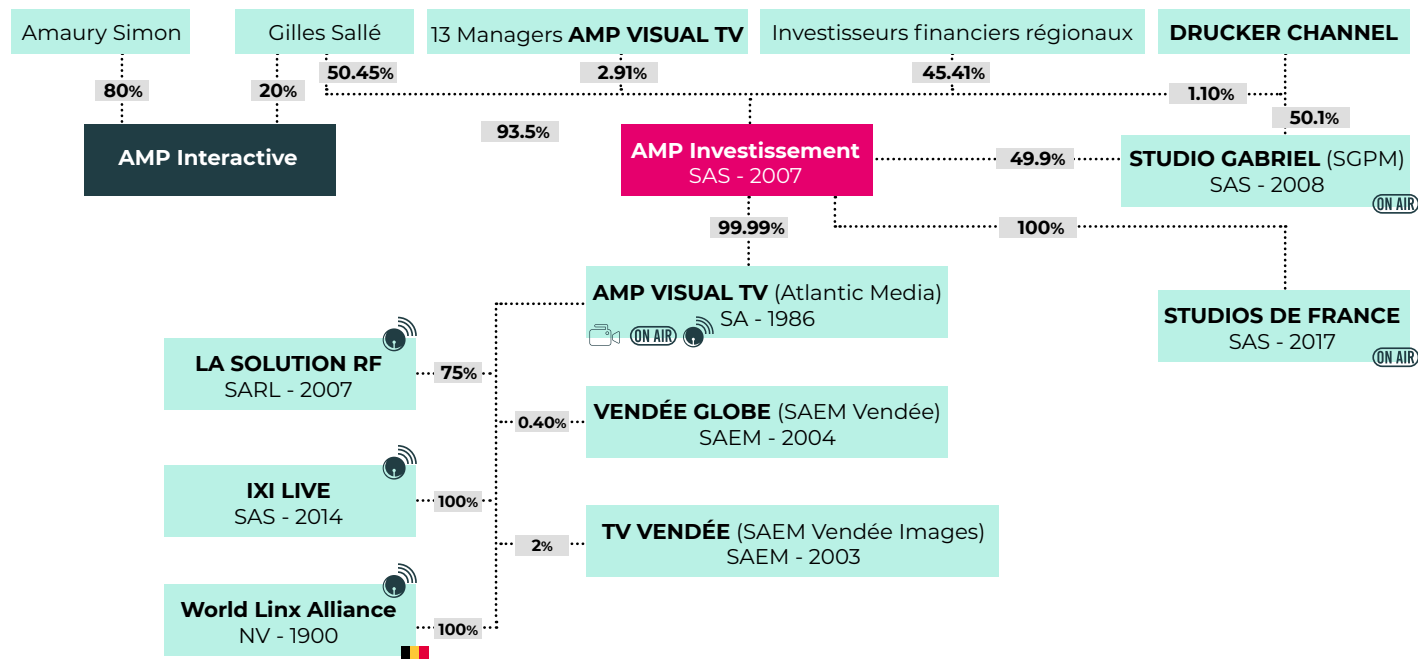 Amaury Simon
Gilles Sallé
13 Managers AMP VISUAL TV
Investisseurs financiers régionaux
DRUCKER CHANNEL
50.45%
2.91%
45.41%
80%
20%
1.10%
50.1%
93.5%
AMP Interactive
AMP Investissement
SAS - 2007
49.9%
STUDIO GABRIEL (SGPM)
SAS - 2008
ON AIR
99.99%
100%
AMP VISUAL TV (Atlantic Media)
SA - 1986
ON AIR
STUDIOS DE FRANCE
SAS - 2017
ON AIR
LA SOLUTION RF
SARL - 2007
75%
0.40%
VENDÉE GLOBE (SAEM Vendée)
SAEM - 2004
IXI LIVE
SAS - 2014
100%
2%
TV VENDÉE (SAEM Vendée Images)
SAEM - 2003
World Linx Alliance
NV - 1900
100%